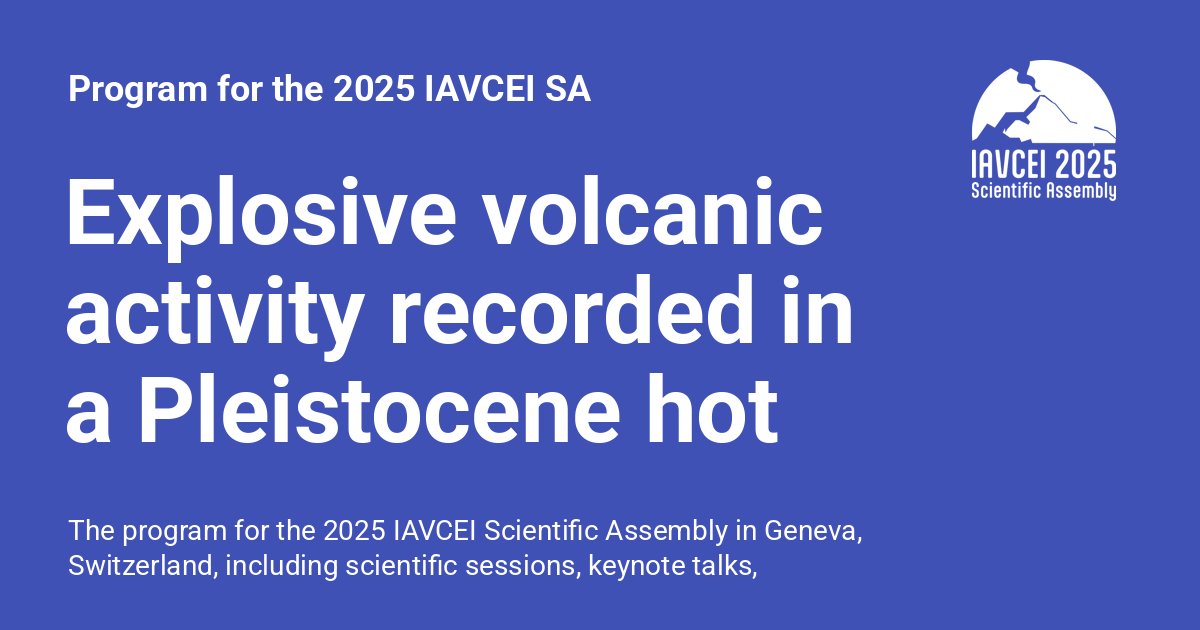 Program for the 2025 IAVCEI SA
IAVCEI 2025
Scientific Assembly
Explosive volcanic
activity recorded in
a Pleistocene hot
The program for the 2025 IAVCEI Scientific Assembly in Geneva,
Switzerland, including scientific sessions, keynote talks,